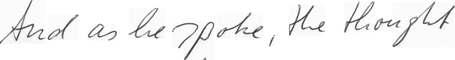 And as he spoke, the thought